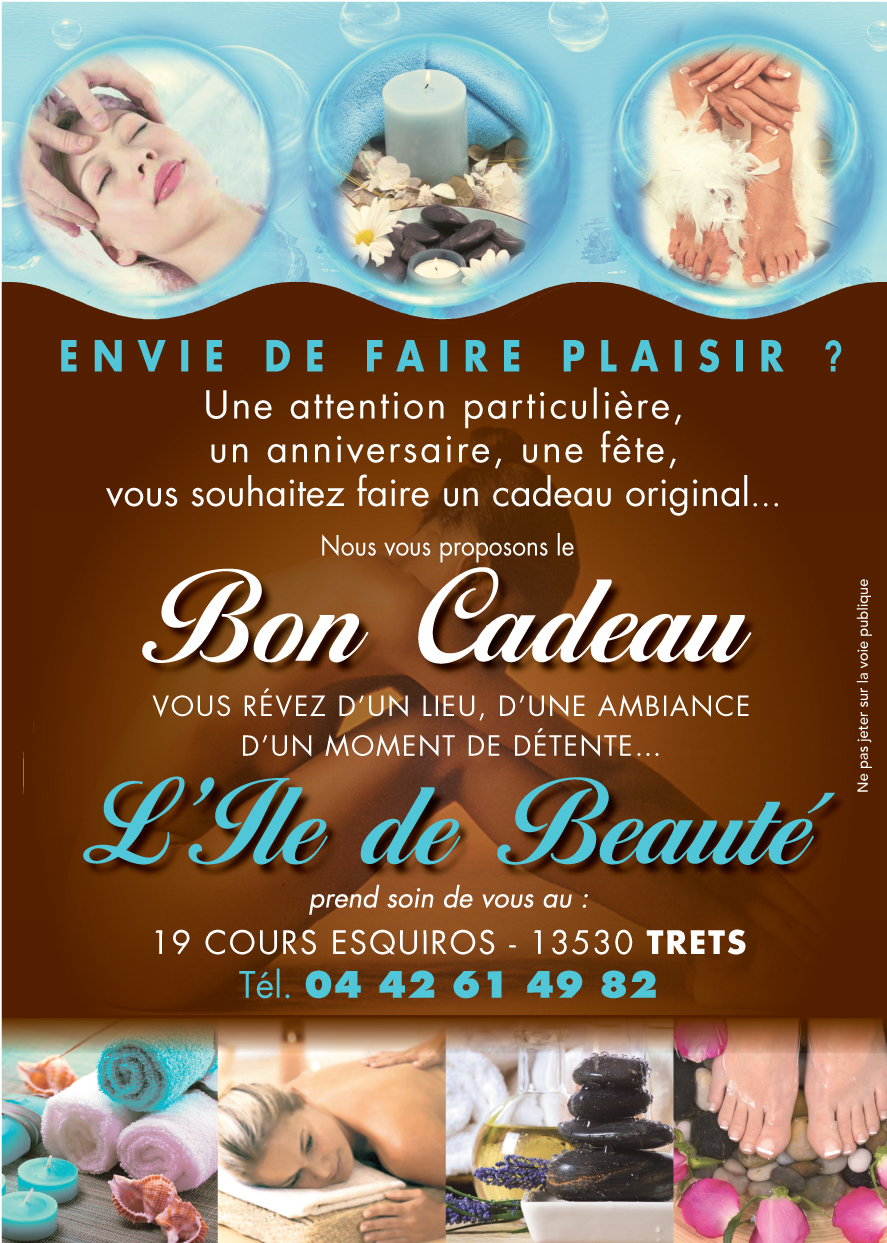 ENVIE DE FAIRE PLAISIR ?
Une attention particulière,
un anniversaire, une fête,
vous souhaitez faire un cadeau original...
Nous vous proposons le
Bon Cadeau
VOUS RÉVEZ D'UN LIEU, D'UNE AMBIANCE
D'UN MOMENT DE DÉTENTE...
L'Ile de Beauté
prend soin de vous au :
19 COURS ESQUIROS - 13530 TRETS
Tél. 04 42 61 49 82
Ne pas jeter sur la voie publique